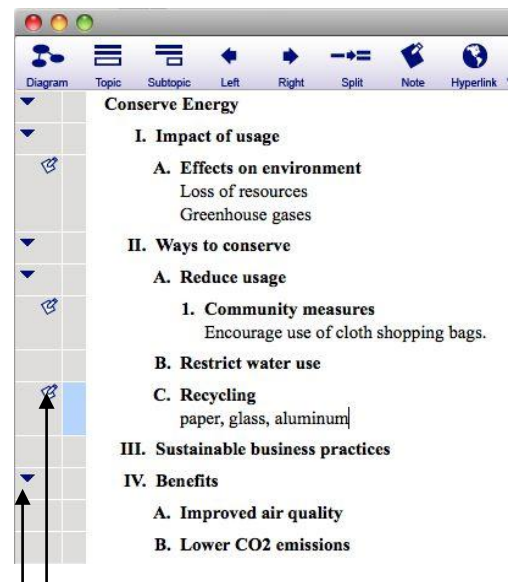 Diagram Topic Subtopic Left Right Split Note Hyperlink
Conserve Energy
I. Impact of usage
A. Effects on environment
Loss of resources
Greenhouse gases
II. Ways to conserve
A. Reduce usage
1. Community measures
Encourage use of cloth shopping bags.
B. Restrict water use
C. Recycling
paper, glass, aluminum
III. Sustainable business practices
IV. Benefits
A. Improved air quality
B. Lower CO2 emissions